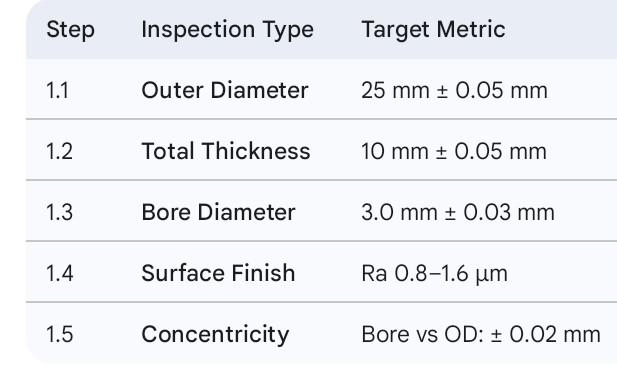 Step Inspection Type Target Metric
1.1 Outer Diameter 25 mm ± 0.05 mm
1.2 Total Thickness 10 mm ± 0.05 mm
1.3 Bore Diameter 3.0 mm ± 0.03 mm
1.4 Surface Finish Ra 0.8–1.6 μm
1.5 Concentricity Bore vs OD: ± 0.02 mm